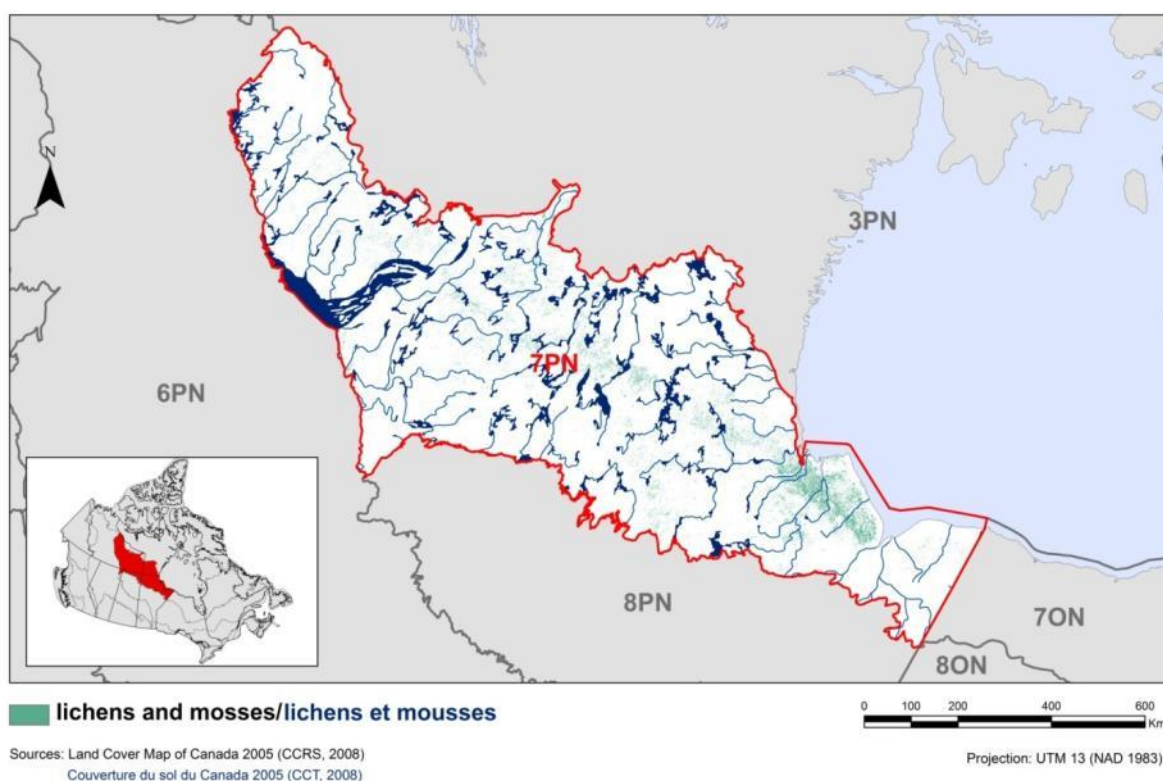 N
3PN
7PN
6PN
8PN
7ON
8ON
lichens and mosses/lichens et mousses
0 100 200 400 600
Km
Sources: Land Cover Map of Canada 2005 (CCRS, 2008)
Projection: UTM 13 (NAD 1983)
Couverture du sol du Canada 2005 (CCT, 2008)